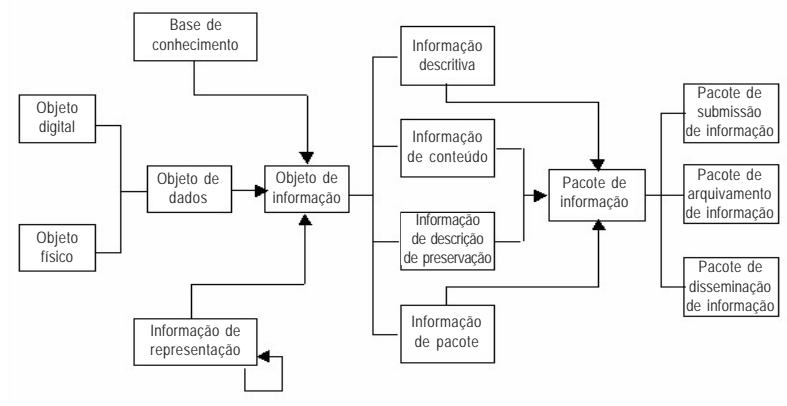 Base de
conhecimento
Objeto
digital
Objeto
físico
Objeto de
dados
Objeto de
informação
Informação de
representação
Informação
descritiva
Informação
de conteúdo
Informação
de descrição
de preservação
Informação
de pacote
Pacote de
informação
Pacote de
submissão
de informação
Pacote de
arquivamento
de informação
Pacote de
disseminação
de informação